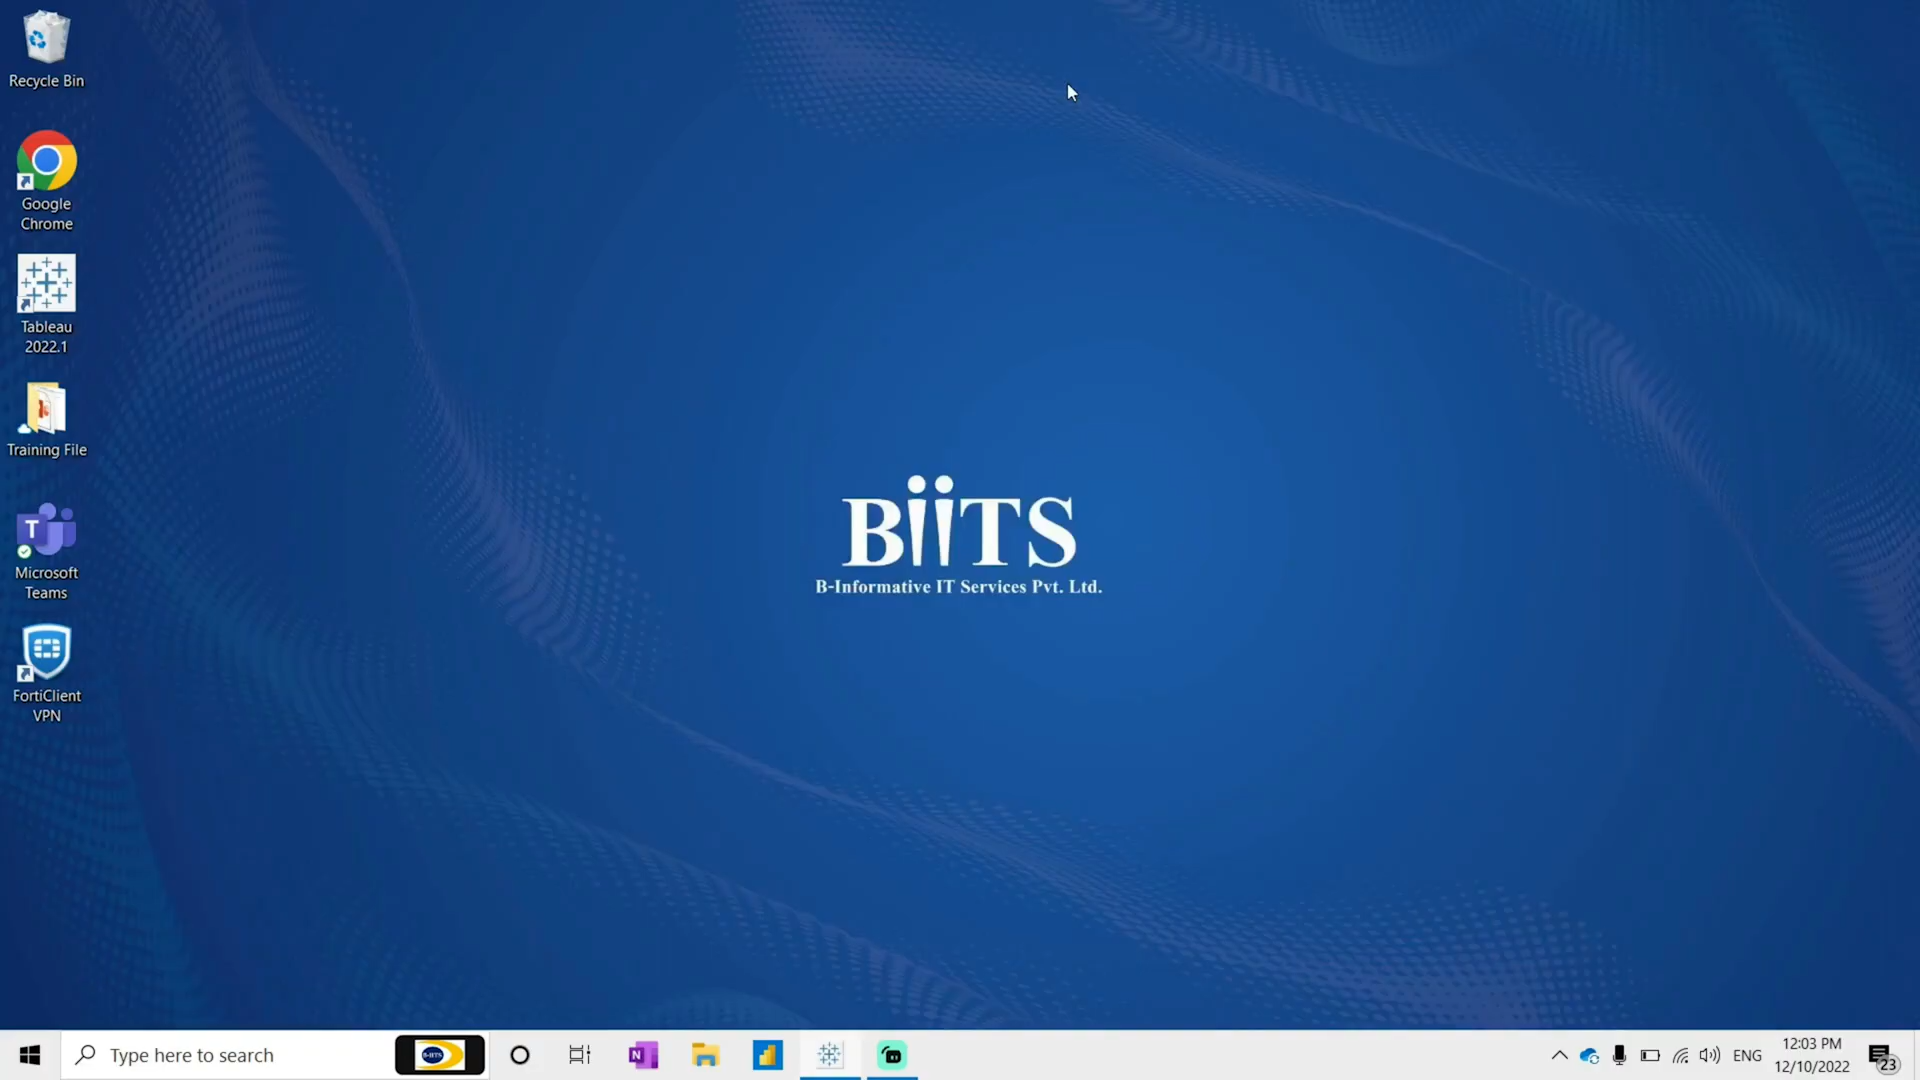 Recycle Bin
Google
Chrome
Tableau
2022.1
Training File
T
Microsoft
Teams
FortiClient
VPN
BiiTS
B-Informative IT Services Pvt. Ltd.
Type here to search
B-IITS
N
ENG
12:03 PM
12/10/2022
23